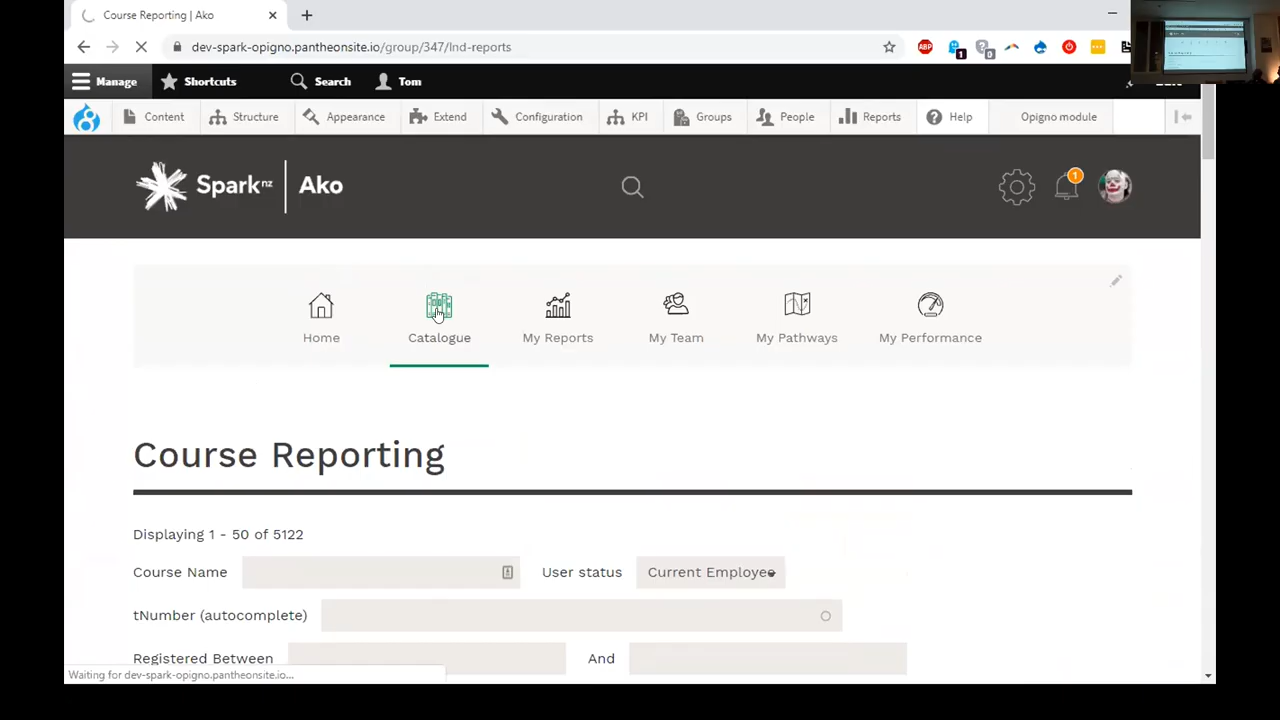 Course Reporting | Ako
dev-spark-opigno.pantheonsite.io/group/347/lnd-reports
ABP
1
0
Manage
Shortcuts
Search
Tom
Content
Structure
Appearance
Extend
Configuration
KPI
Groups
People
Reports
Help
Opigno module
Spark nz
Ako
1
Home
Catalogue
My Reports
My Team
My Pathways
My Performance
Course Reporting
Displaying 1 - 50 of 5122
Course Name
User status
Current Employee
tNumber (autocomplete)
Registered Between
And
Waiting for dev-spark-opigno.pantheonsite.io...